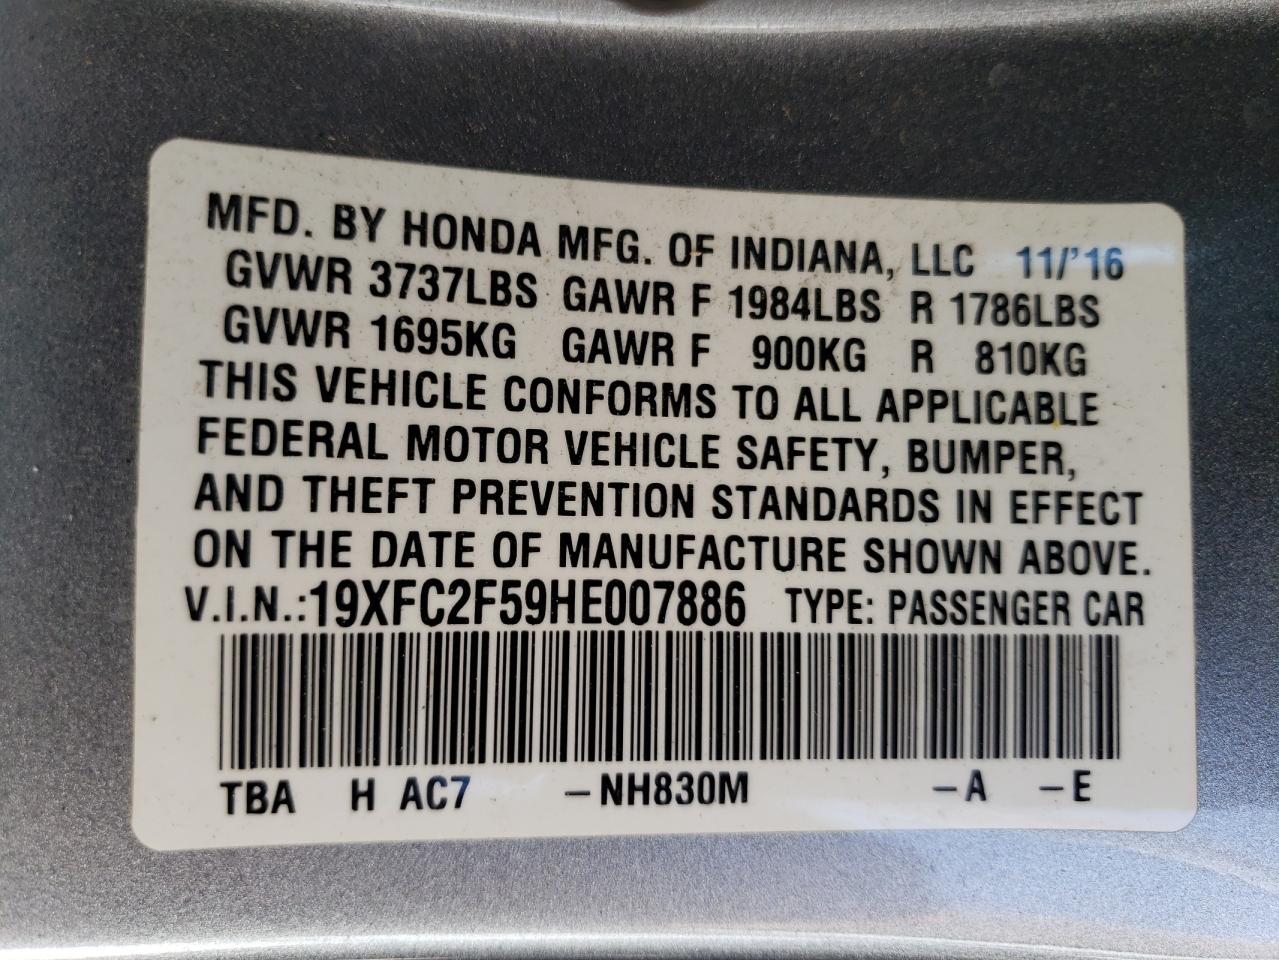 MFD. BY HONDA MFG. OF INDIANA, LLC 11/'16
GVWR 3737LBS GAWR F 1984LBS R 1786LBS
GVWR 1695KG GAWR F 900KG R 810KG
THIS VEHICLE CONFORMS TO ALL APPLICABLE
FEDERAL MOTOR VEHICLE SAFETY, BUMPER,
AND THEFT PREVENTION STANDARDS IN EFFECT
ON THE DATE OF MANUFACTURE SHOWN ABOVE.
V.I.N.:19XFC2F59HE007886 TYPE: PASSENGER CAR
TBA H AC7 –NH830M –A –E